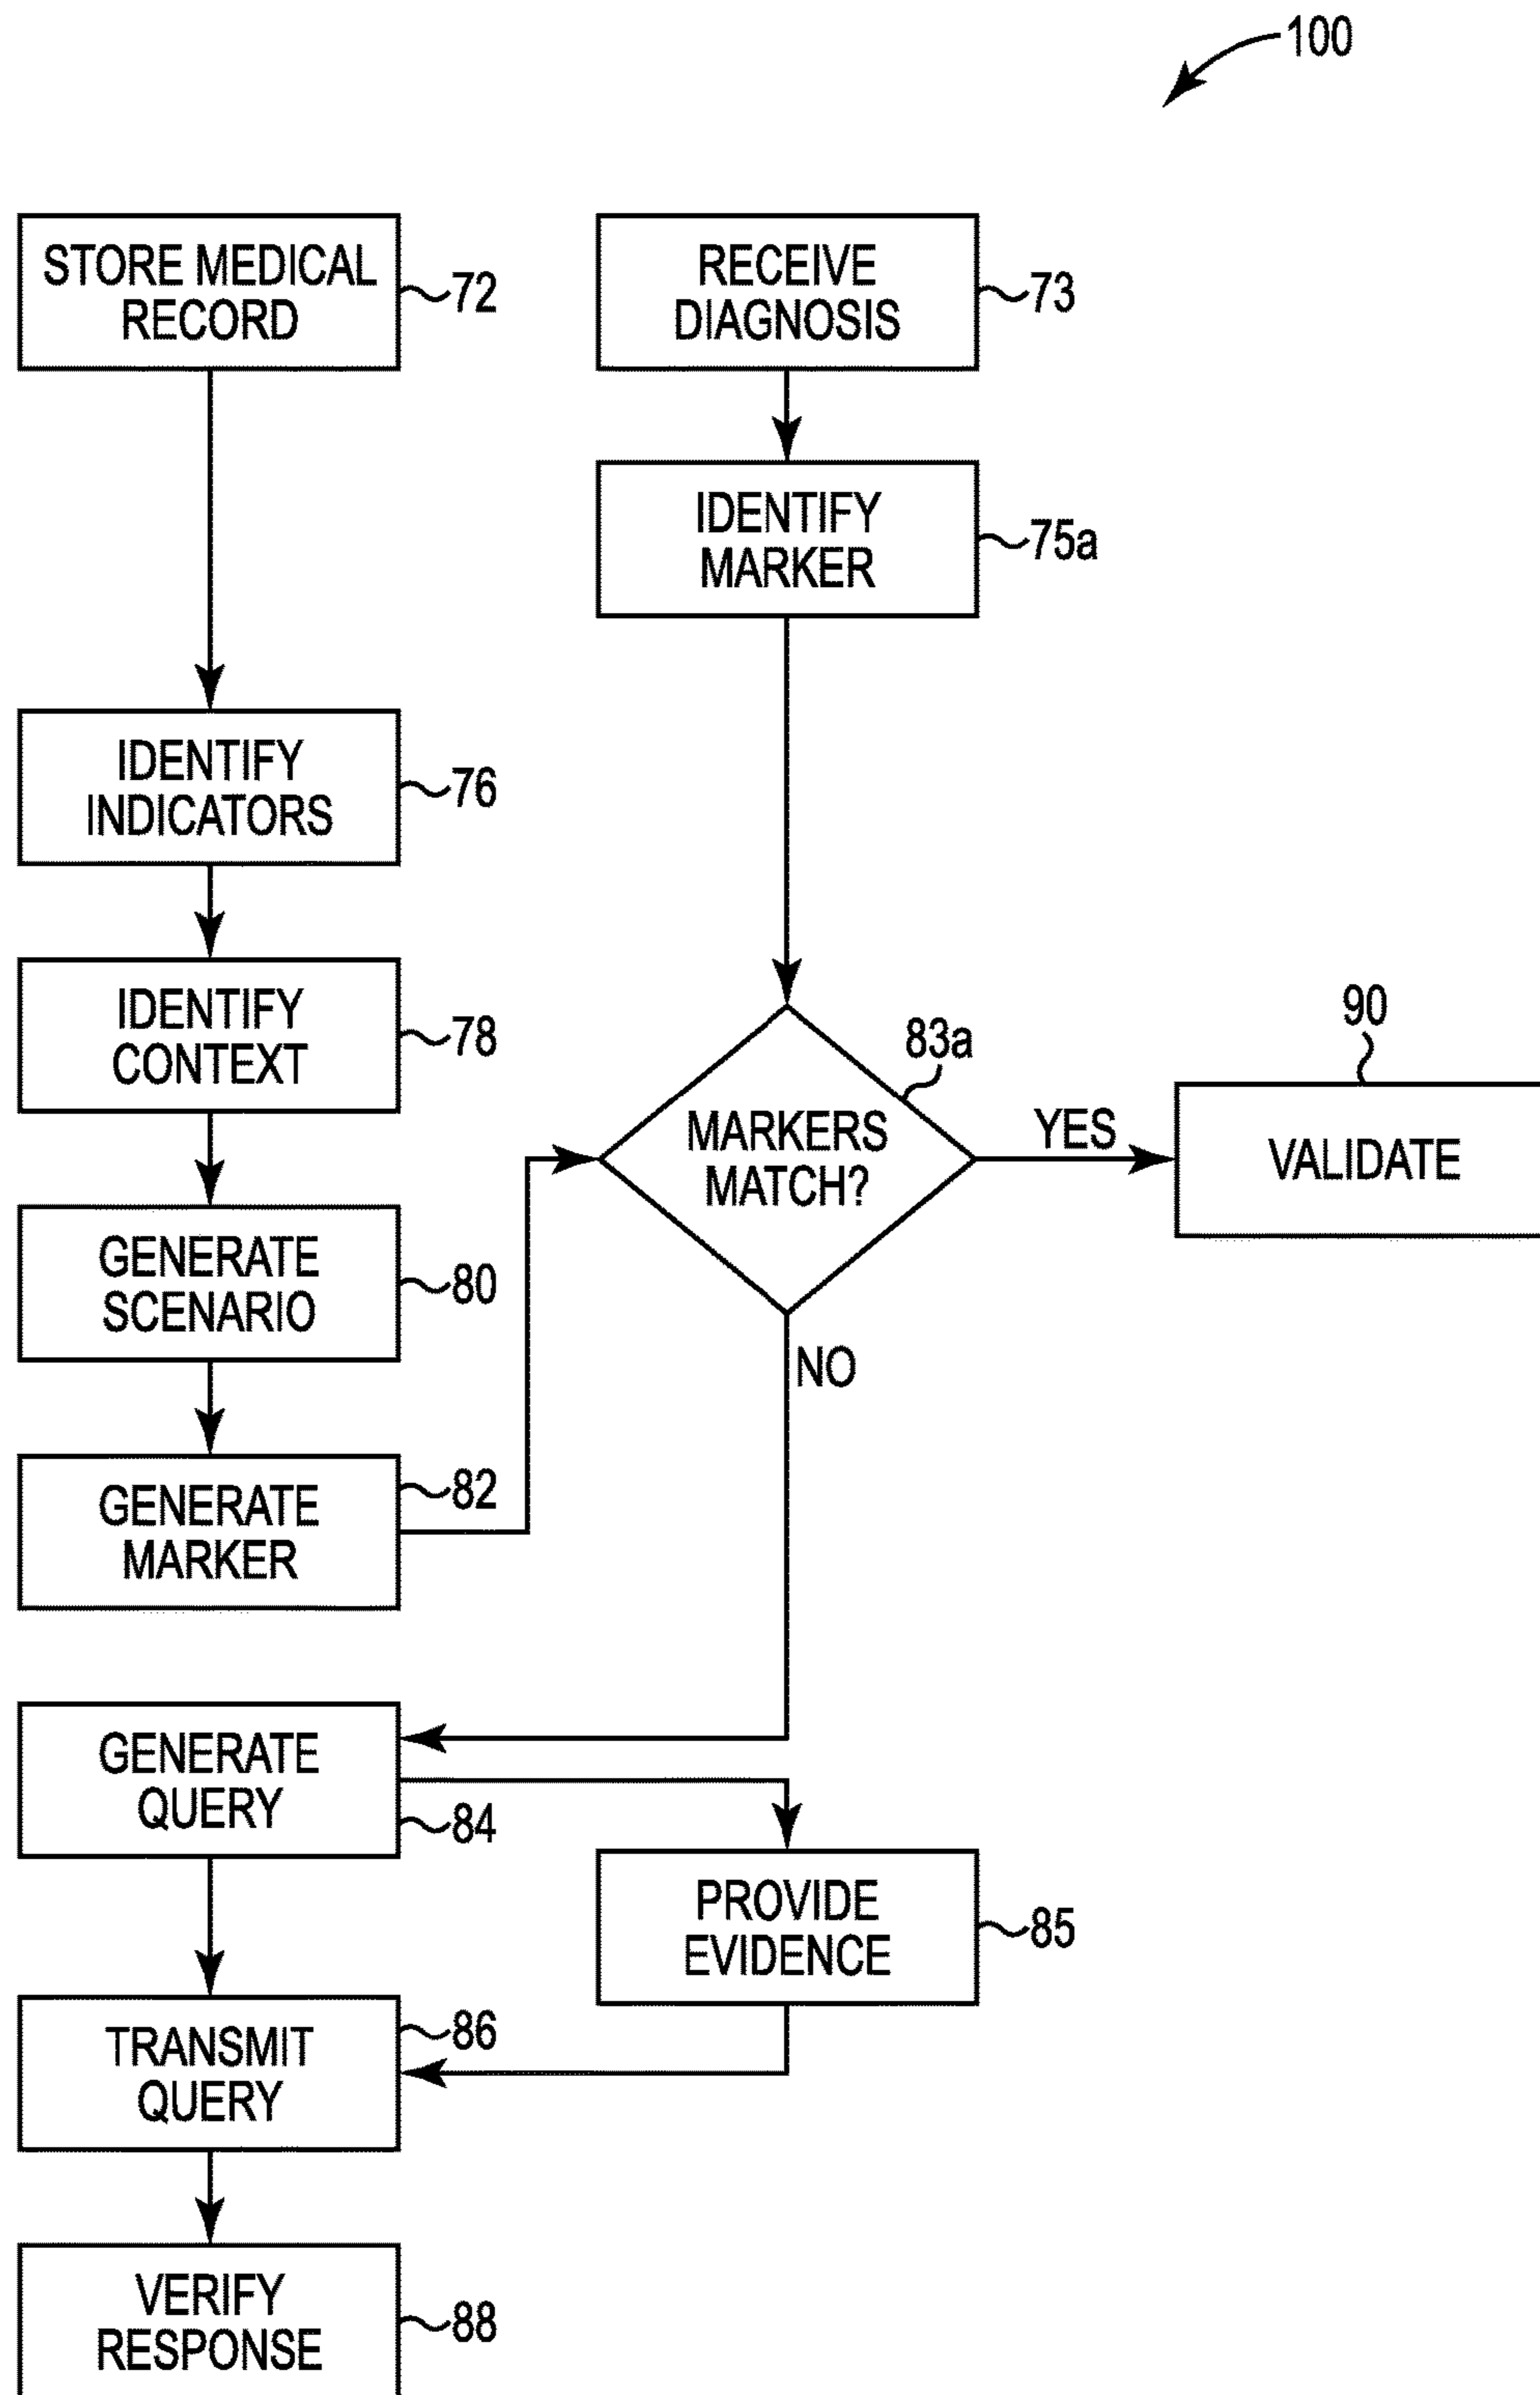 100
STORE MEDICAL
RECORD
72
RECEIVE
DIAGNOSIS
73
IDENTIFY
MARKER
75a
IDENTIFY
INDICATORS
76
IDENTIFY
CONTEXT
78
GENERATE
SCENARIO
80
GENERATE
MARKER
82
MARKERS
MATCH?
83a
YES
90
VALIDATE
NO
GENERATE
QUERY
84
PROVIDE
EVIDENCE
85
TRANSMIT
QUERY
86
VERIFY
RESPONSE
88